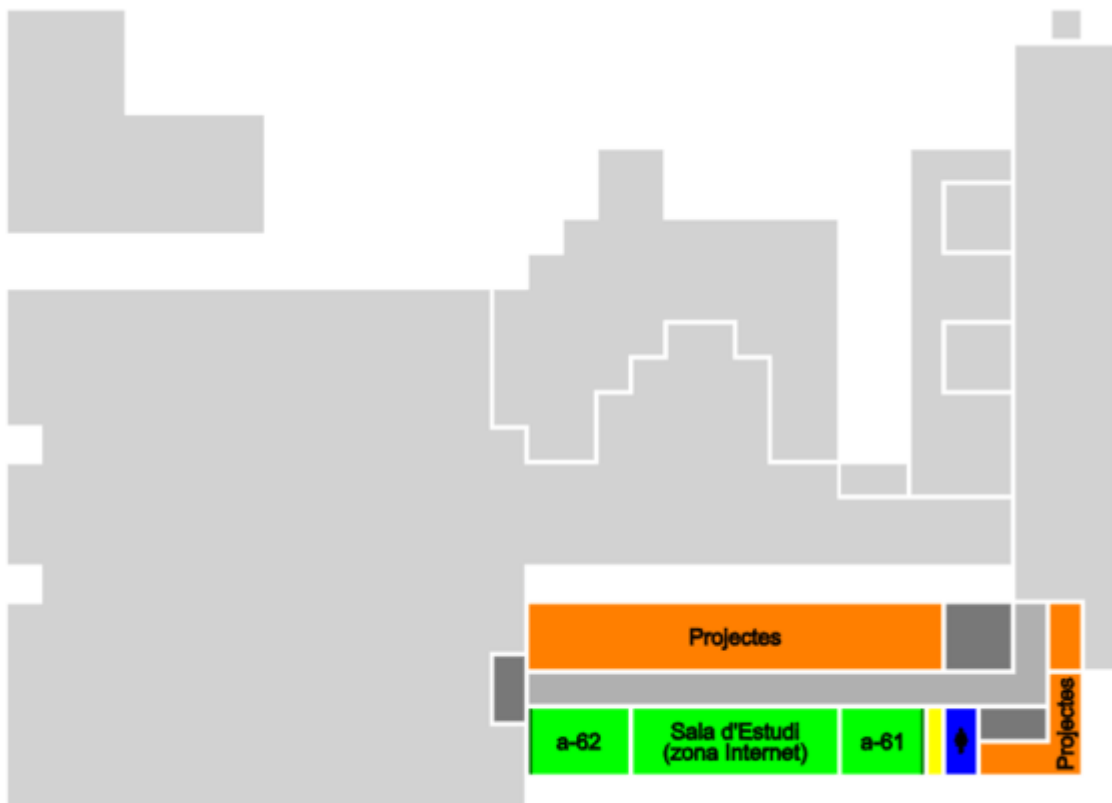 Projectes
a-62
Sala d'Estudi
(zona Internet)
a-61
Projectes